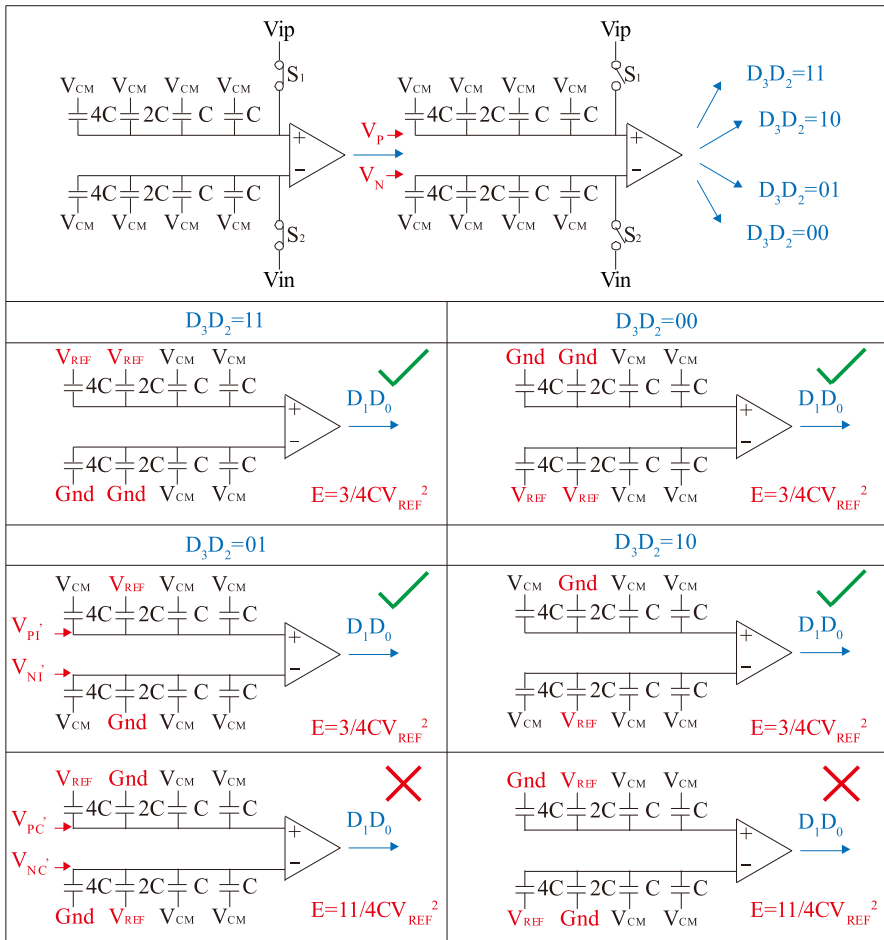 Vip Vip
S1 S1
VCM VCM VCM VCM VCM VCM VCM VCM D3D2=11
4C 2C C C 4C 2C C C D3D2=10
+ VP +
− VN −
4C 2C C C 4C 2C C C D3D2=01
VCM VCM VCM VCM VCM VCM VCM VCM
S2 S2 D3D2=00
Vin Vin
D3D2=11 D3D2=00
VREF VREF VCM VCM
4C 2C C C D1D0
+
−
4C 2C C C
Gnd Gnd VCM VCM E=3/4CVREF²
Gnd Gnd VCM VCM
4C 2C C C D1D0
+
−
4C 2C C C
VREF VREF VCM VCM E=3/4CVREF²
D3D2=01 D3D2=10
VCM VREF VCM VCM
VPI' 4C 2C C C D1D0
+
VNI' −
4C 2C C C
VCM Gnd VCM VCM E=3/4CVREF²
VCM Gnd VCM VCM
4C 2C C C D1D0
+
−
4C 2C C C
VCM VREF VCM VCM E=3/4CVREF²
VREF Gnd VCM VCM
VPC' 4C 2C C C D1D0
+
VNC' −
4C 2C C C
Gnd VREF VCM VCM E=11/4CVREF²
Gnd VREF VCM VCM
4C 2C C C D1D0
+
−
4C 2C C C
VREF Gnd VCM VCM E=11/4CVREF²